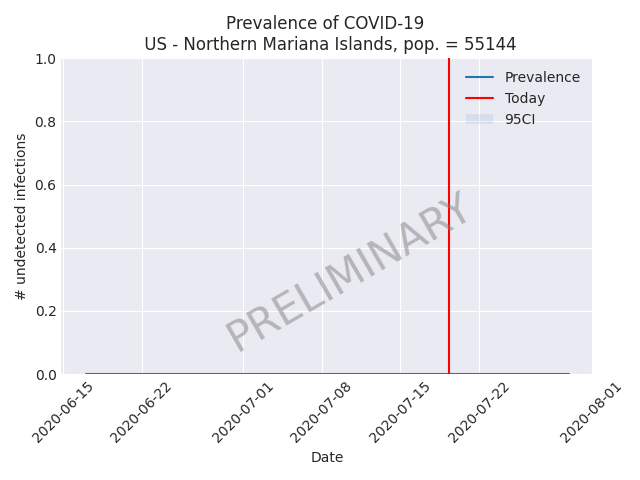 Prevalence of COVID-19
US - Northern Mariana Islands, pop. = 55144
1.0
0.8
0.6
0.4
0.2
0.0
# undetected infections
Prevalence
Today
95CI
PRELIMINARY
2020-06-15
2020-06-22
2020-07-01
2020-07-08
2020-07-15
2020-07-22
2020-08-01
Date